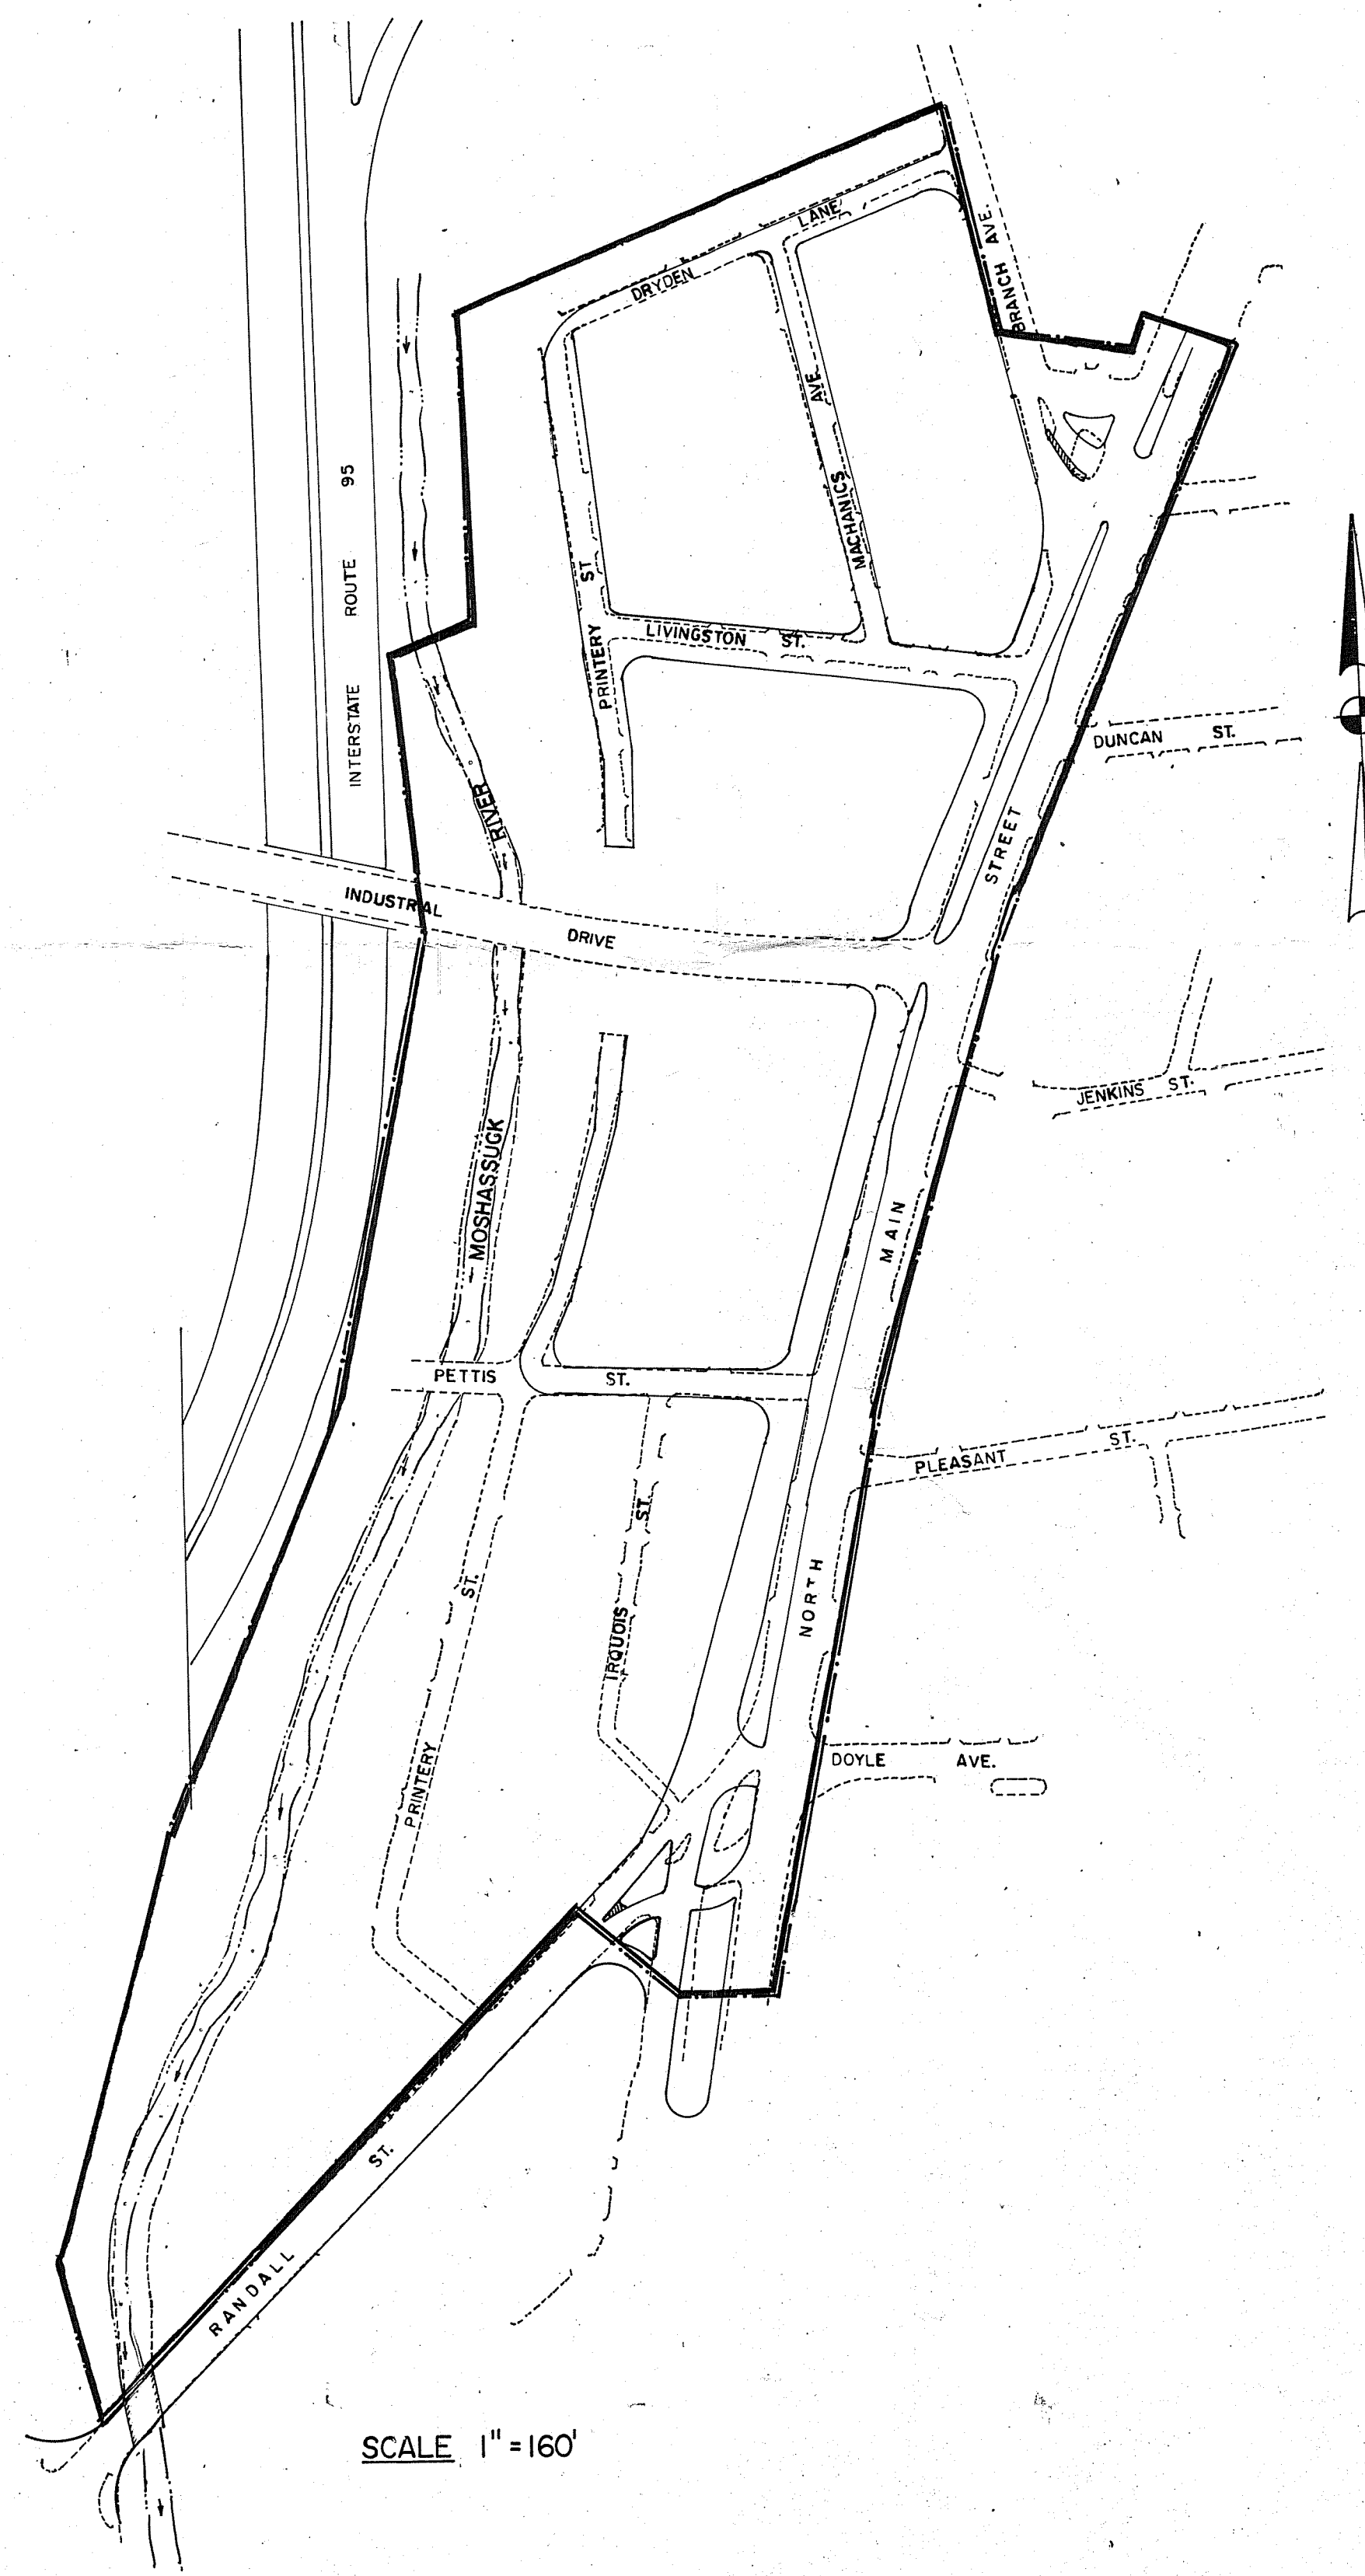 LANE
DRYDEN
BRANCH AVE.
AVE.
MACHANICS
INTERSTATE ROUTE 95
PRINTERY ST
LIVINGSTON ST.
DUNCAN ST.
STREET
RIVER
INDUSTRIAL DRIVE
JENKINS ST.
MOSHASSUCK
MAIN
PETTIS ST.
PLEASANT ST.
NORTH
IRQUOIS ST.
PRINTERY ST.
DOYLE AVE.
RANDALL ST.
SCALE 1" = 160'